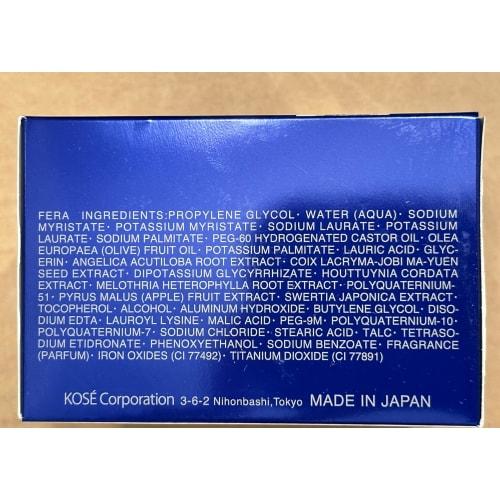 FERA INGREDIENTS:PROPYLENE GLYCOL· WATER (AQUA)· SODIUM
MYRISTATE· POTASSIUM MYRISTATE· SODIUM LAURATE· POTASSIUM
LAURATE· SODIUM PALMITATE· PEG-60 HYDROGENATED CASTOR OIL· OLEA
EUROPAEA (OLIVE) FRUIT OIL· POTASSIUM PALMITATE· LAURIC ACID· GLYC-
ERIN· ANGELICA ACUTILOBA ROOT EXTRACT· COIX LACRYMA-JOBI MA-YUEN
SEED EXTRACT· DIPOTASSIUM GLYCYRRHIZATE· HOUTTUYNIA CORDATA
EXTRACT· MELOTHRIA HETEROPHYLLA ROOT EXTRACT· POLYQUATERNIUM-
51· PYRUS MALUS (APPLE) FRUIT EXTRACT· SWERTIA JAPONICA EXTRACT·
TOCOPHEROL· ALCOHOL· ALUMINUM HYDROXIDE· BUTYLENE GLYCOL· DISO-
DIUM EDTA· LAUROYL LYSINE· MALIC ACID· PEG-9M· POLYQUATERNIUM-10·
POLYQUATERNIUM-7· SODIUM CHLORIDE· STEARIC ACID· TALC· TETRASO-
DIUM ETIDRONATE· PHENOXYETHANOL· SODIUM BENZOATE· FRAGRANCE
(PARFUM)· IRON OXIDES (CI 77492)· TITANIUM DIOXIDE (CI 77891)
KOSÉ Corporation 3-6-2 Nihonbashi,Tokyo MADE IN JAPAN